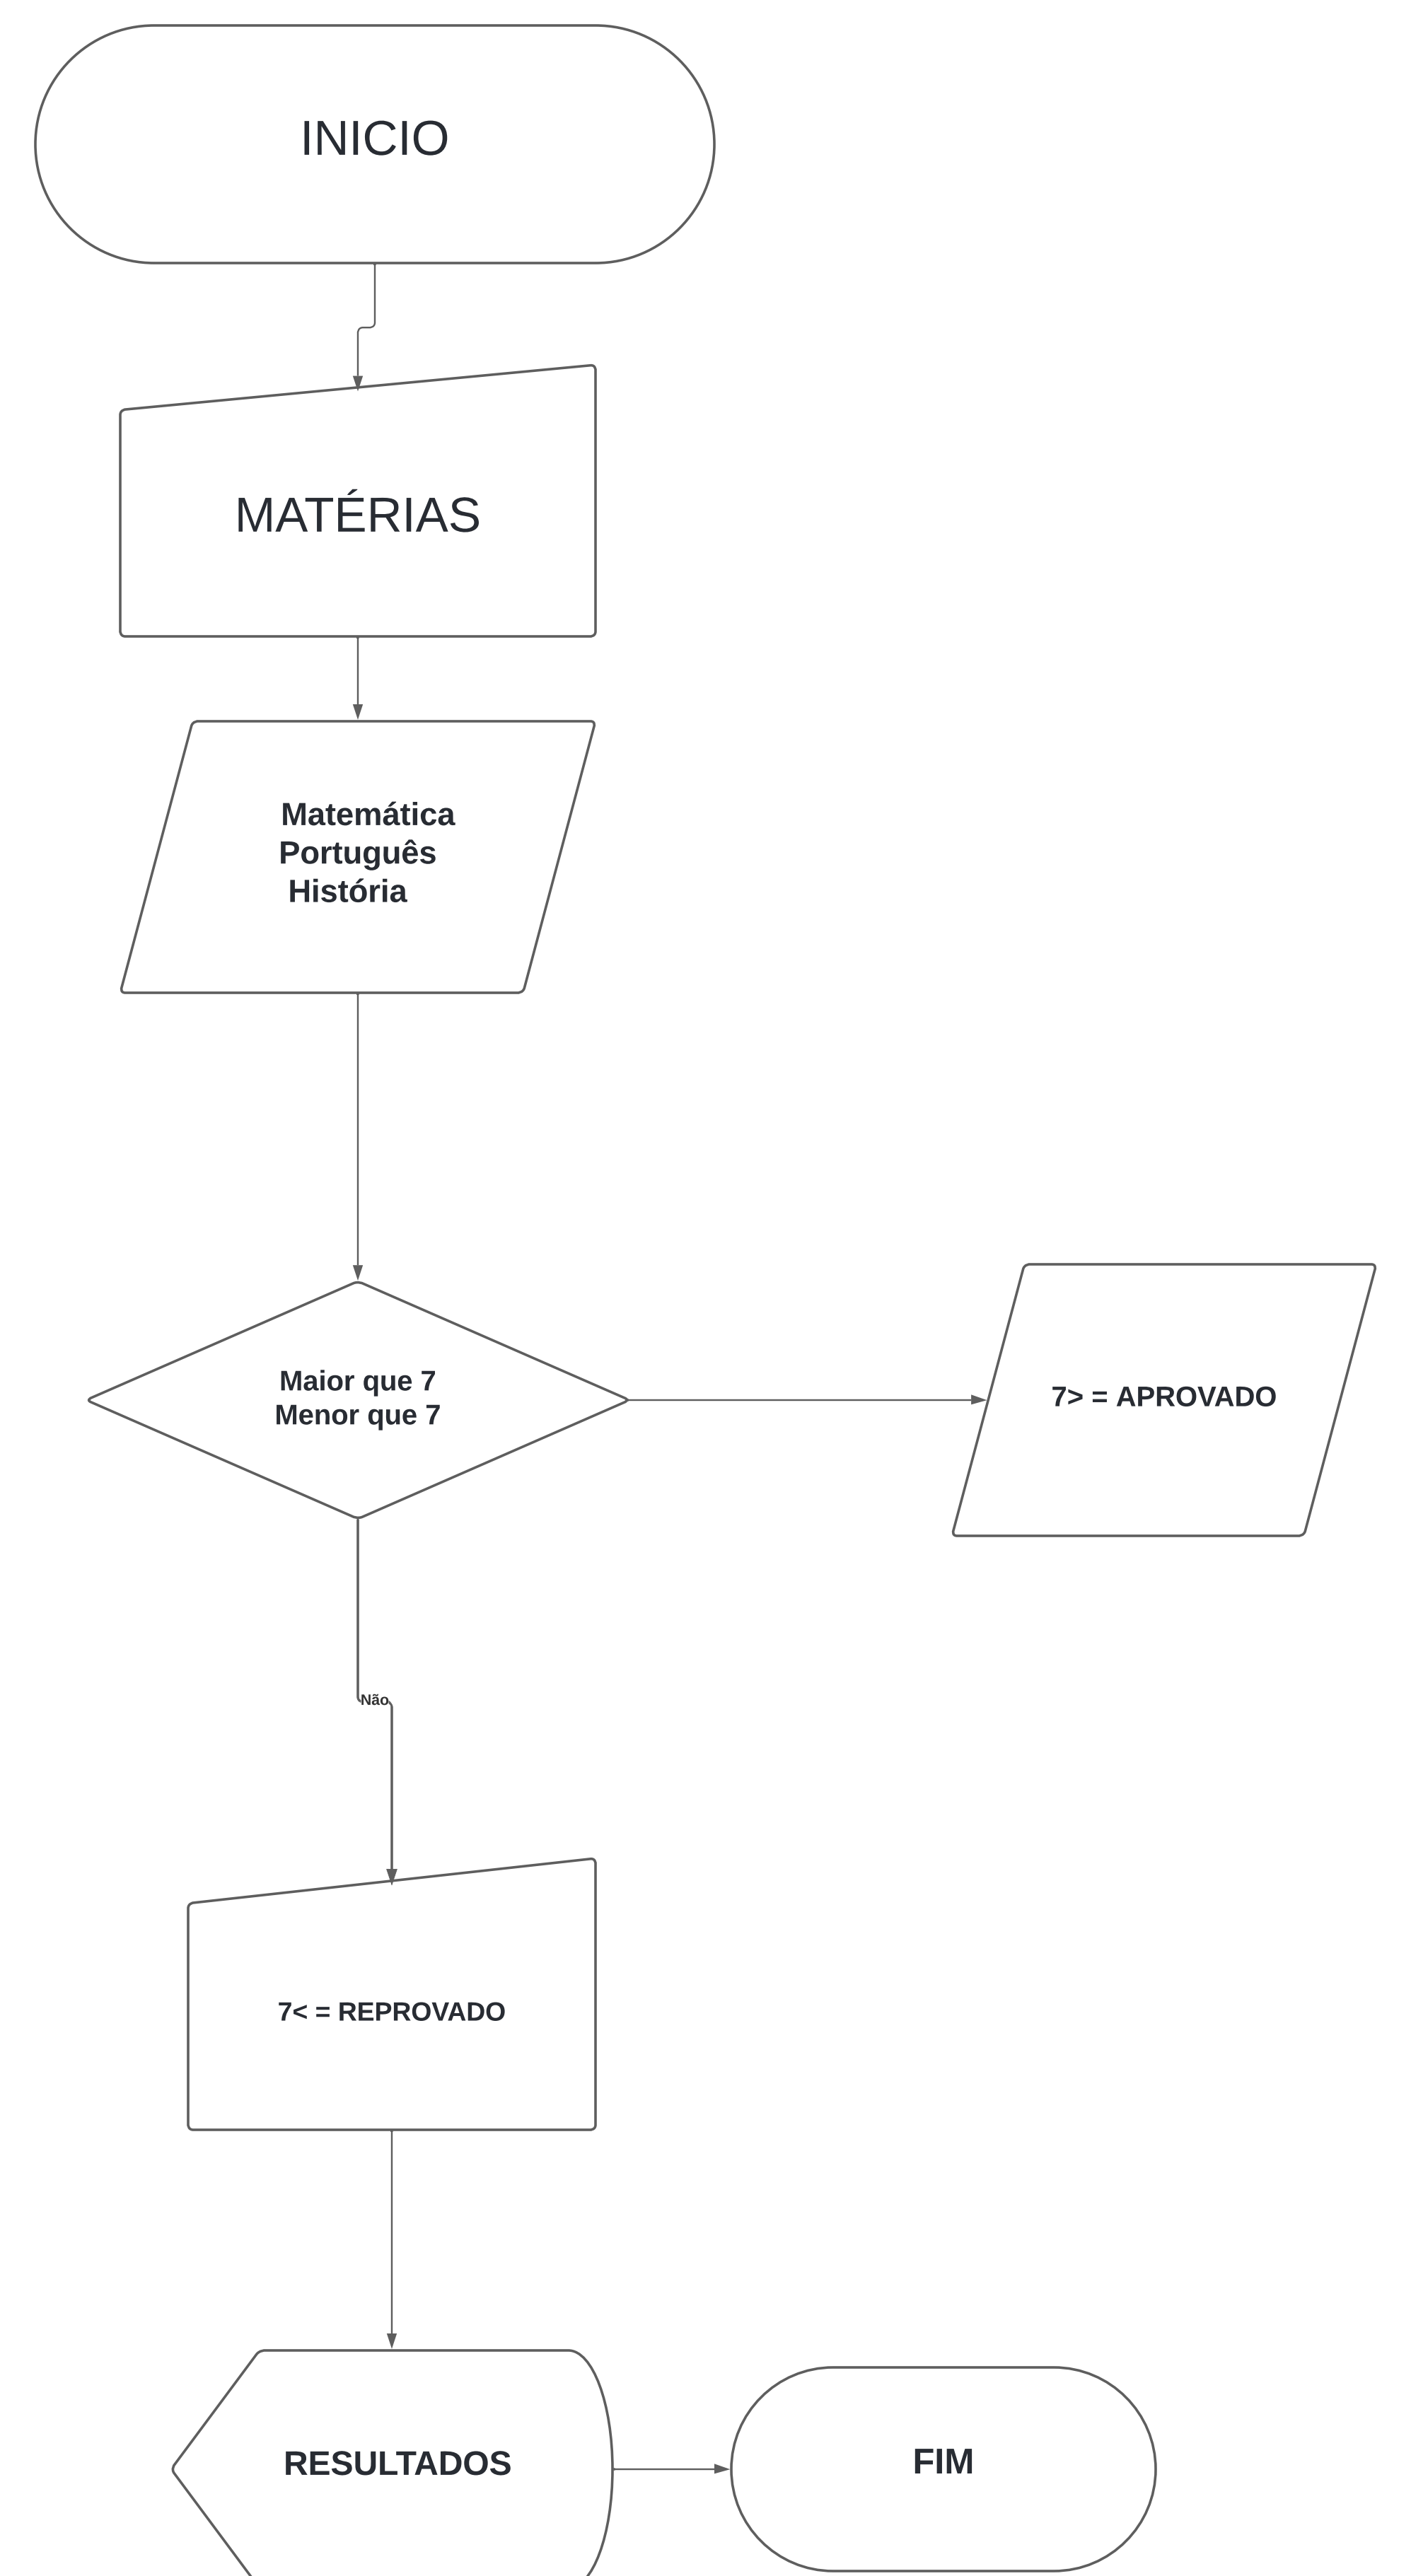 INICIO
MATÉRIAS
Matemática
Português
História
Maior que 7
Menor que 7
7> = APROVADO
Não
7< = REPROVADO
RESULTADOS
FIM